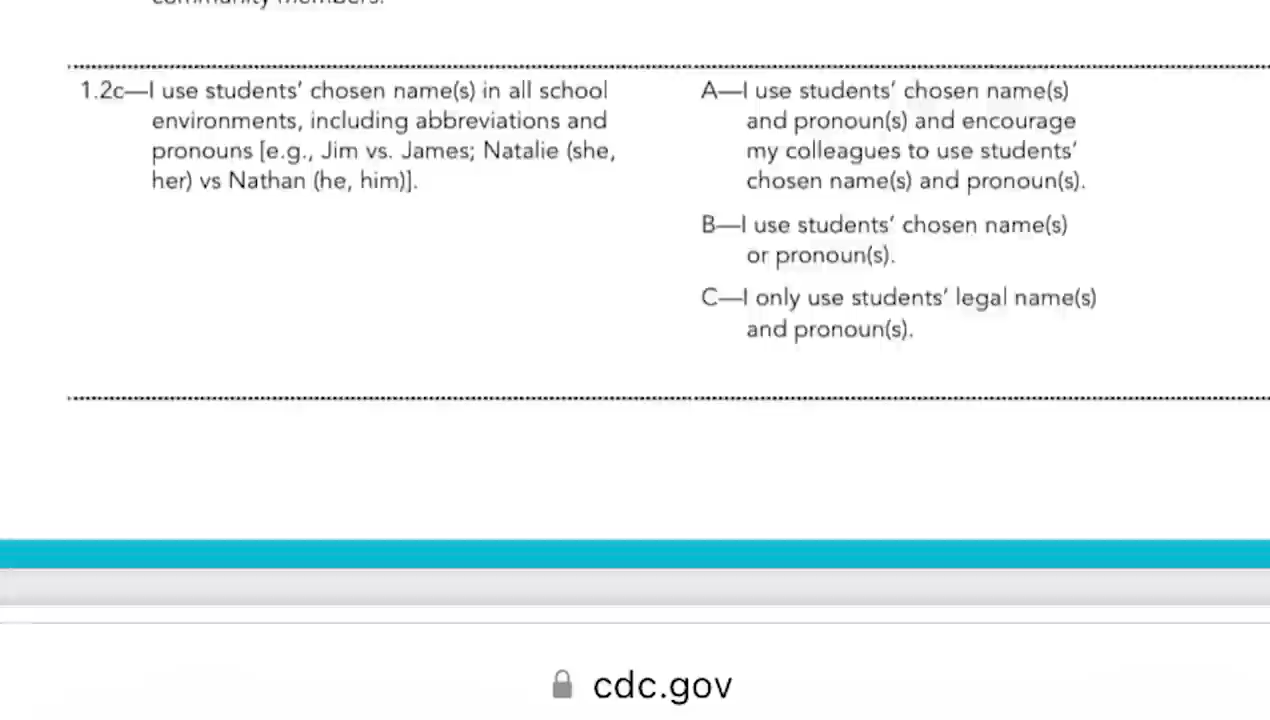 community members.
1.2c—I use students’ chosen name(s) in all school
environments, including abbreviations and
pronouns [e.g., Jim vs. James; Natalie (she,
her) vs Nathan (he, him)].
A—I use students’ chosen name(s)
and pronoun(s) and encourage
my colleagues to use students’
chosen name(s) and pronoun(s).
B—I use students’ chosen name(s)
or pronoun(s).
C—I only use students’ legal name(s)
and pronoun(s).
cdc.gov